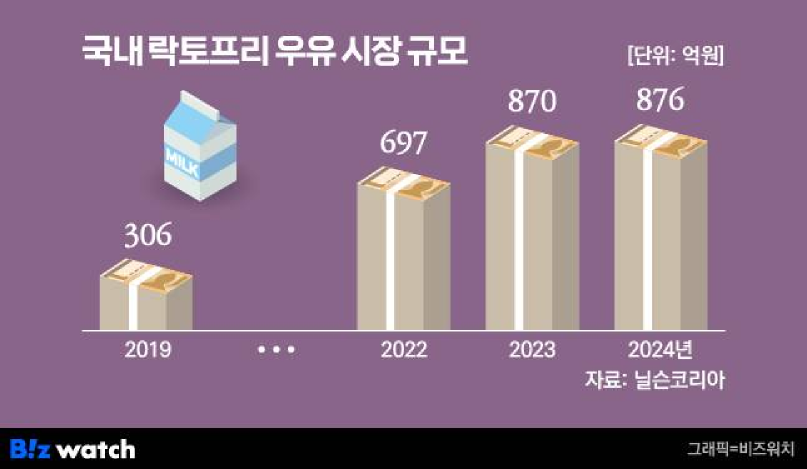 국내 락토프리 우유 시장 규모
[단위: 억원]
MILK
306
697
870
876
2019
•••
2022
2023
2024년
자료: 닐슨코리아
B!z watch
그래픽=비즈워치